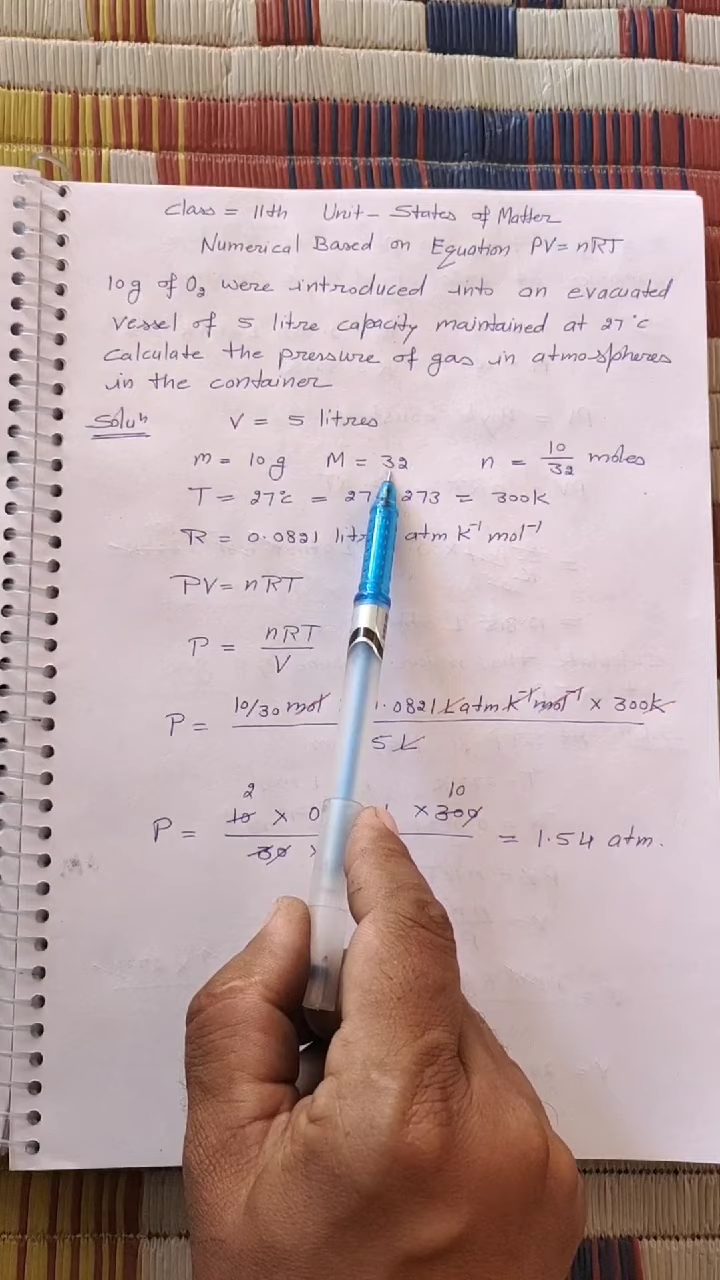 Class = 11th Unit - States of Matter
Numerical Based on Equation PV = nRT
10g of O₂ were introduced into an evacuated
vessel of 5 litre capacity maintained at 27°c
Calculate the pressure of gas in atmospheres
in the container
Solun V = 5 litres
m = 10g M = 32 n = 10/32 moles
T = 27°c = 27 273 = 300k
R = 0.0821 atm k⁻¹ mol⁻¹
PV = nRT
P = nRT/V
P = 10/30 mol .0821 L atm k⁻¹ mol⁻¹ × 300k / 5 L
2 10
P = 10 × 0 × 300 / 30 = 1.54 atm.